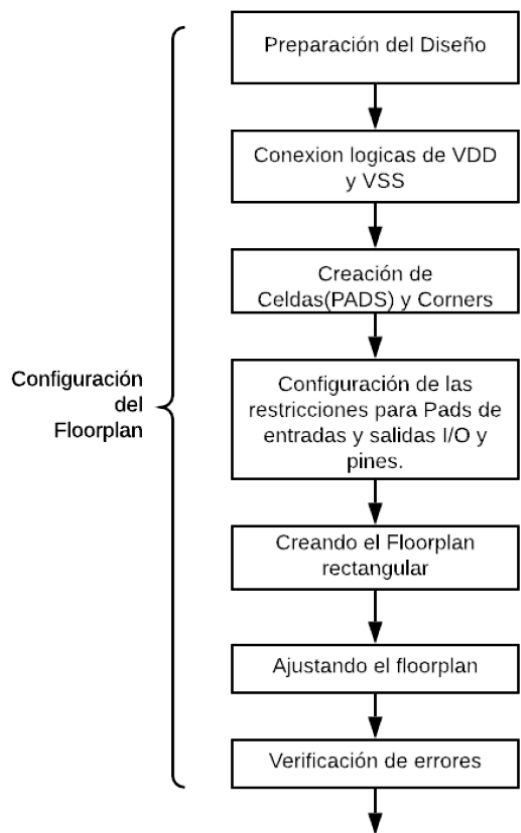 Preparación del Diseño
Conexion logicas de VDD
y VSS
Creación de
Celdas(PADS) y Corners
Configuración
del
Floorplan
Configuración de las
restricciones para Pads de
entradas y salidas I/O y
pines.
Creando el Floorplan
rectangular
Ajustando el floorplan
Verificación de errores